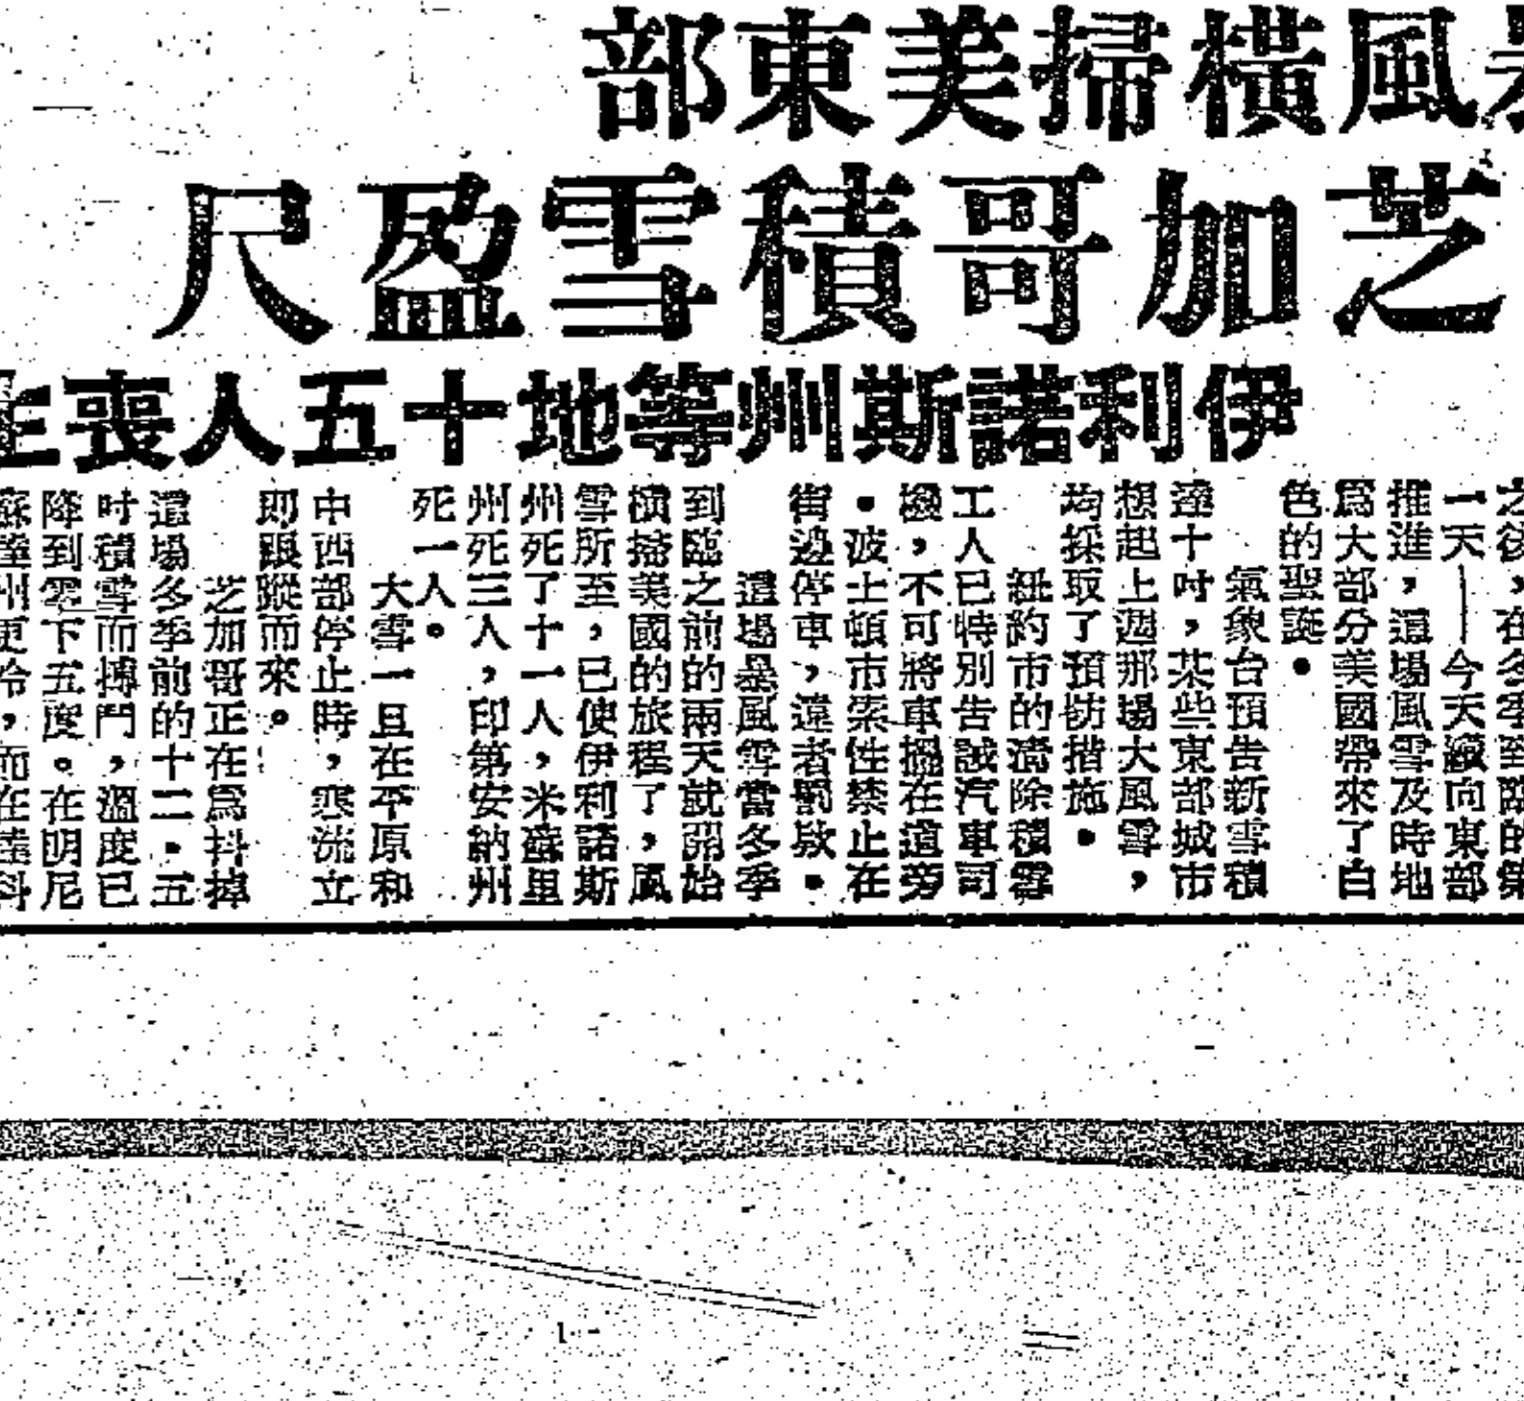 風橫掃美東部
芝加哥積雪盈尺
伊利諾斯州等地十五人喪生
之後，在冬季到臨的第
一天——今天續向東部
推進，這場風雪及時地
爲大部分美國帶來了白
色的聖誕．
氣象台預告新雪積
達十吋，某些東部城市
想起上週那場大風雪，
均採取了預防措施．
紐約市的清除積雪
工人已特別告誡汽車司
機，不可將車擱在道旁
．波士頓市索性禁止在
街邊停車，違者罰欵．
這場暴風雪當冬季
到臨之前的兩天就開始
橫掃美國的旅程了，風
雪所至，已使伊利諾斯
州死了十一人，米蘇里
州死三人，印第安納州
死一人。
大雪一旦在平原和
中西部停止時，寒流立
即跟蹤而來。
芝加哥正在爲抖掉
這場冬季前的十二．五
吋積雪而搏鬥，溫度已
降到零下五度。在明尼
蘇達州更冷，而在達科